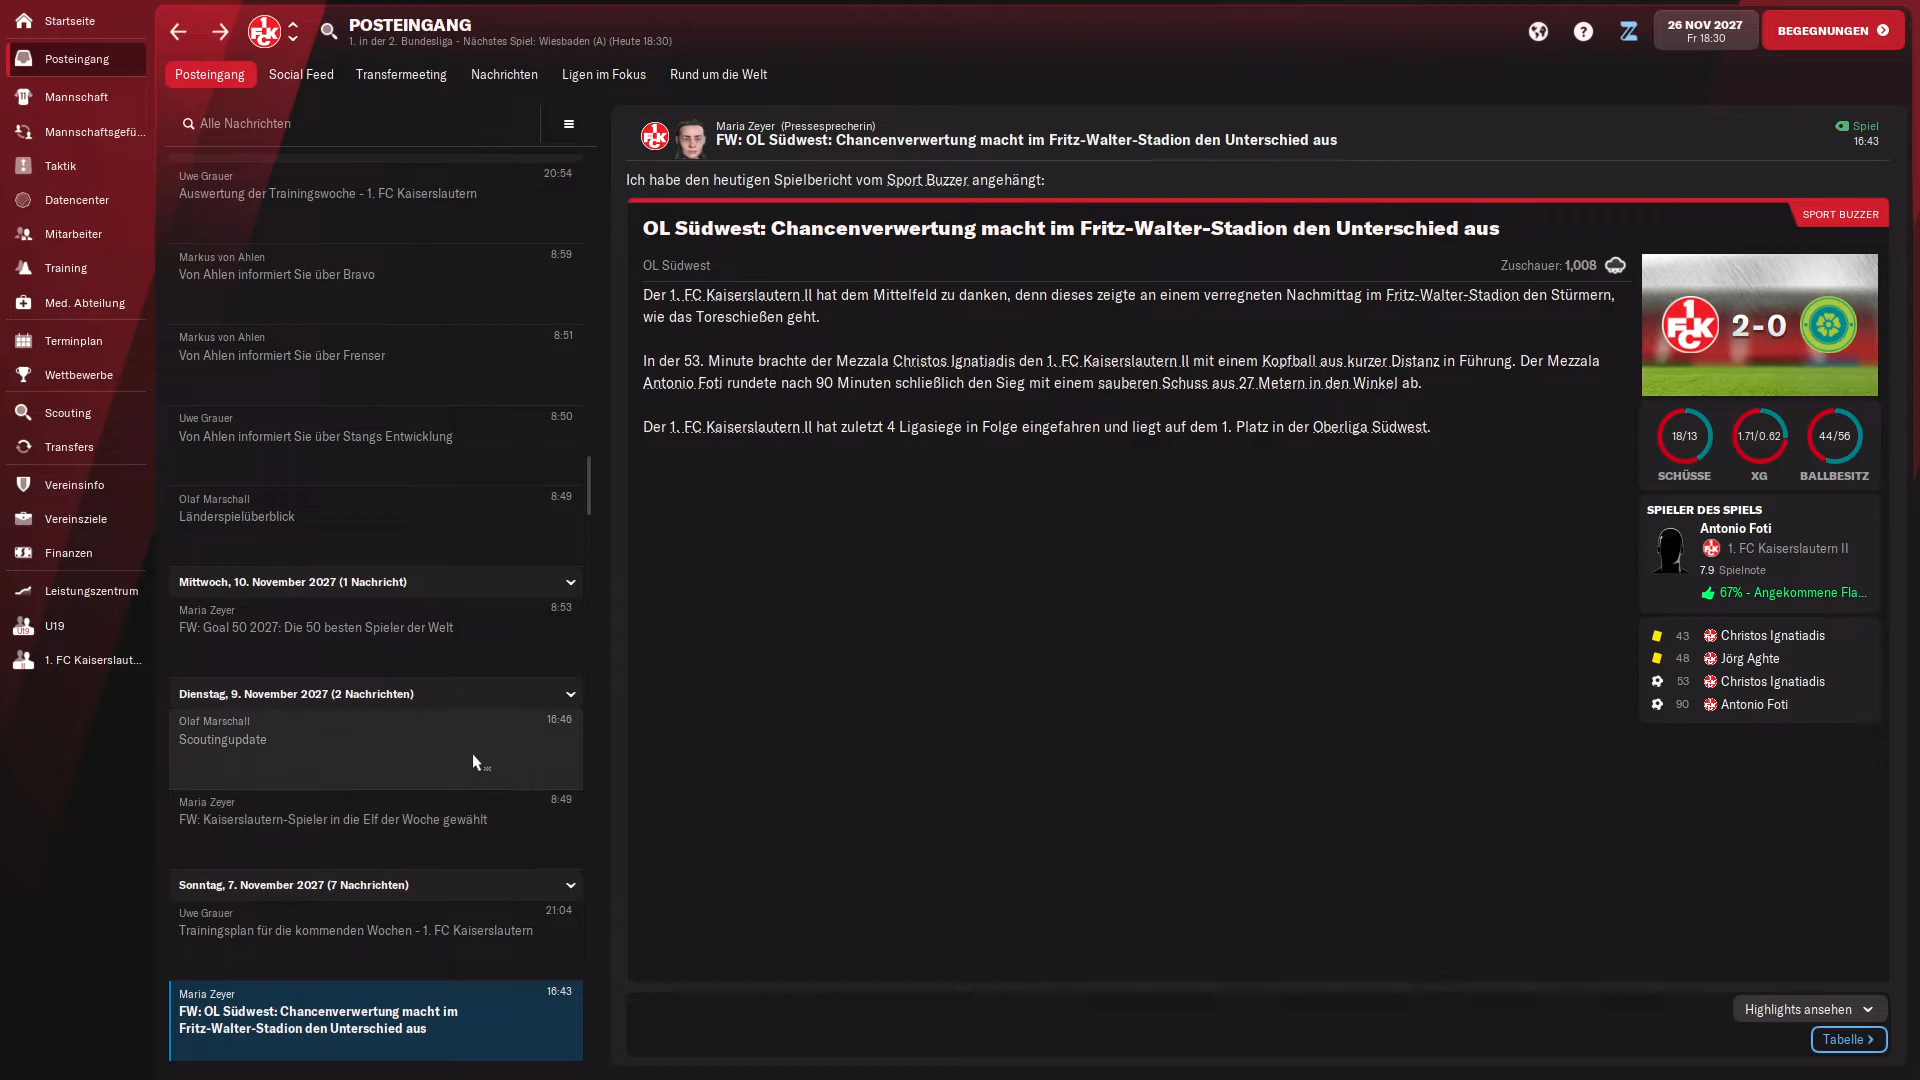 Startseite
Posteingang
Mannschaft
Mannschaftsgefü...
Taktik
Datencenter
Mitarbeiter
Training
Med. Abteilung
Terminplan
Wettbewerbe
Scouting
Transfers
Vereinsinfo
Vereinsziele
Finanzen
Leistungszentrum
U19
1. FC Kaiserslaut...
POSTEINGANG
1. in der 2. Bundesliga - Nächstes Spiel: Wiesbaden (A) (Heute 18:30)
26 NOV 2027
Fr 18:30
BEGEGNUNGEN
Posteingang Social Feed Transfermeeting Nachrichten Ligen im Fokus Rund um die Welt
Alle Nachrichten
Uwe Grauer 20:54
Auswertung der Trainingswoche - 1. FC Kaiserslautern
Markus von Ahlen 8:59
Von Ahlen informiert Sie über Bravo
Markus von Ahlen 8:51
Von Ahlen informiert Sie über Frenser
Uwe Grauer 8:50
Von Ahlen informiert Sie über Stangs Entwicklung
Olaf Marschall 8:49
Länderspielüberblick
Mittwoch, 10. November 2027 (1 Nachricht)
Maria Zeyer 8:53
FW: Goal 50 2027: Die 50 besten Spieler der Welt
Dienstag, 9. November 2027 (2 Nachrichten)
Olaf Marschall 16:46
Scoutingupdate
Maria Zeyer 8:49
FW: Kaiserslautern-Spieler in die Elf der Woche gewählt
Sonntag, 7. November 2027 (7 Nachrichten)
Uwe Grauer 21:04
Trainingsplan für die kommenden Wochen - 1. FC Kaiserslautern
Maria Zeyer 16:43
FW: OL Südwest: Chancenverwertung macht im
Fritz-Walter-Stadion den Unterschied aus
Maria Zeyer (Pressesprecherin)
FW: OL Südwest: Chancenverwertung macht im Fritz-Walter-Stadion den Unterschied aus
Spiel
16:43
Ich habe den heutigen Spielbericht vom Sport Buzzer angehängt:
SPORT BUZZER
OL Südwest: Chancenverwertung macht im Fritz-Walter-Stadion den Unterschied aus
OL Südwest Zuschauer: 1,008
Der 1. FC Kaiserslautern II hat dem Mittelfeld zu danken, denn dieses zeigte an einem verregneten Nachmittag im Fritz-Walter-Stadion den Stürmern,
wie das Toreschießen geht.
In der 53. Minute brachte der Mezzala Christos Ignatiadis den 1. FC Kaiserslautern II mit einem Kopfball aus kurzer Distanz in Führung. Der Mezzala
Antonio Foti rundete nach 90 Minuten schließlich den Sieg mit einem sauberen Schuss aus 27 Metern in den Winkel ab.
Der 1. FC Kaiserslautern II hat zuletzt 4 Ligasiege in Folge eingefahren und liegt auf dem 1. Platz in der Oberliga Südwest.
2-0
18/13 1.71/0.62 44/56
SCHÜSSE XG BALLBESITZ
SPIELER DES SPIELS
Antonio Foti
1. FC Kaiserslautern II
7.9 Spielnote
67% - Angekommene Fla...
43 Christos Ignatiadis
48 Jörg Aghte
53 Christos Ignatiadis
90 Antonio Foti
Highlights ansehen
Tabelle